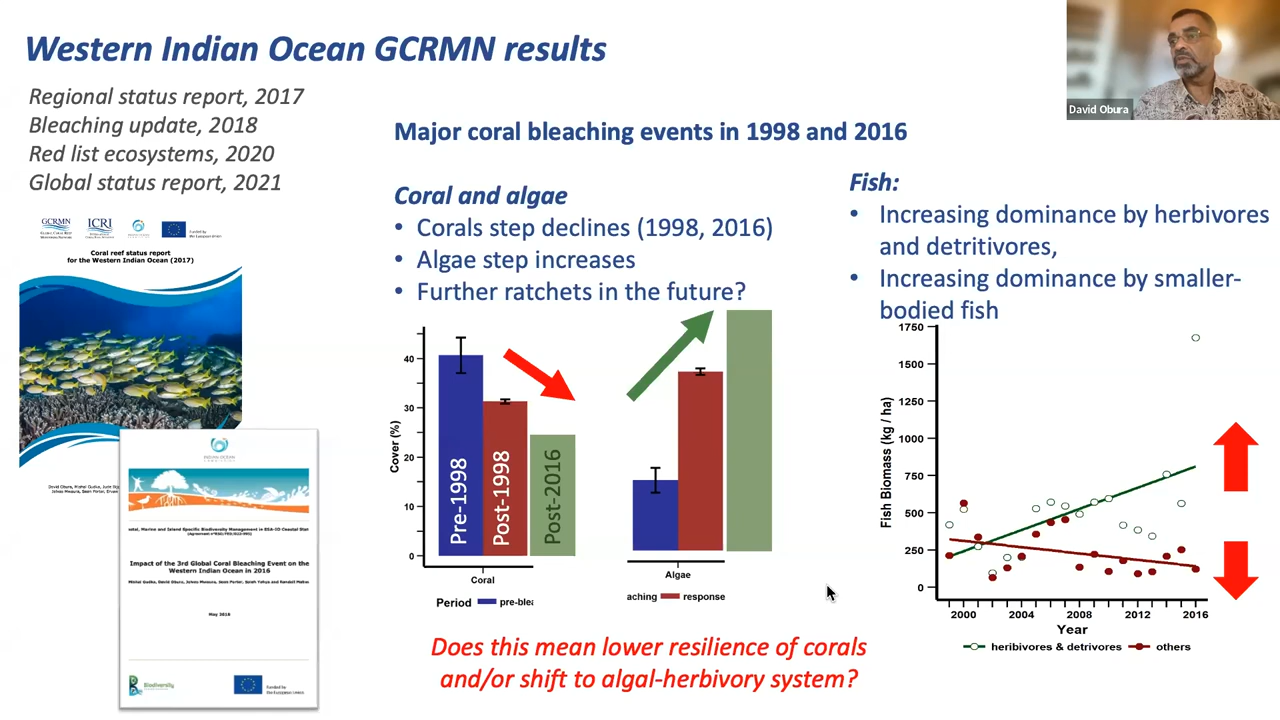 Western Indian Ocean GCRMN results
David Obura
Regional status report, 2017
Bleaching update, 2018
Red list ecosystems, 2020
Global status report, 2021
GCRMN
ICRI
Coral reef status report
for the Western Indian Ocean (2017)
Impact of the 3rd Global Coral Bleaching Event on the
Western Indian Ocean in 2016
May 2018
Biodiversity
Major coral bleaching events in 1998 and 2016
Coral and algae
• Corals step declines (1998, 2016)
• Algae step increases
• Further ratchets in the future?
Cover (%)
40
30
20
10
0
Pre-1998
Post-1998
Post-2016
Coral
Algae
Period pre-blea
aching response
Fish:
• Increasing dominance by herbivores
and detritivores,
• Increasing dominance by smaller-
bodied fish
Fish Biomass (kg / ha)
1750
1500
1250
1000
750
500
250
0
2000 2004 2008 2012 2016
Year
heribivores & detrivores others
Does this mean lower resilience of corals
and/or shift to algal-herbivory system?